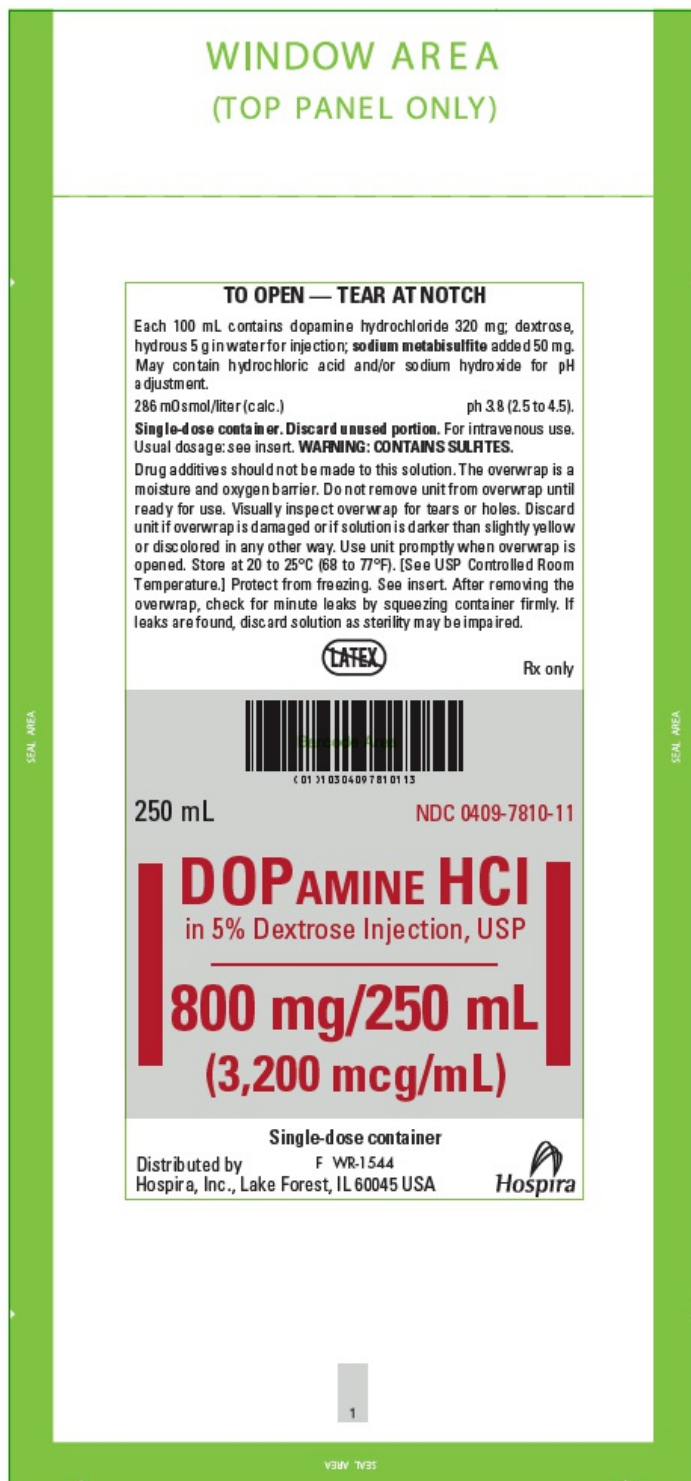 WINDOW AREA
(TOP PANEL ONLY)
TO OPEN — TEAR AT NOTCH
Each 100 mL contains dopamine hydrochloride 320 mg; dextrose,
hydrous 5 g in water for injection; sodium metabisulfite added 50 mg.
May contain hydrochloric acid and/or sodium hydroxide for pH
adjustment.
286 mOsmol/liter (calc.) ph 3.8 (2.5 to 4.5).
Single-dose container. Discard unused portion. For intravenous use.
Usual dosage: see insert. WARNING: CONTAINS SULFITES.
Drug additives should not be made to this solution. The overwrap is a
moisture and oxygen barrier. Do not remove unit from overwrap until
ready for use. Visually inspect overwrap for tears or holes. Discard
unit if overwrap is damaged or if solution is darker than slightly yellow
or discolored in any other way. Use unit promptly when overwrap is
opened. Store at 20 to 25°C (68 to 77°F). [See USP Controlled Room
Temperature.] Protect from freezing. See insert. After removing the
overwrap, check for minute leaks by squeezing container firmly. If
leaks are found, discard solution as sterility may be impaired.
LATEX
Rx only
SEAL AREA
SEAL AREA
Barcode Area
(01)10304097810113
250 mL NDC 0409-7810-11
DOPAMINE HCl
in 5% Dextrose Injection, USP
800 mg/250 mL
(3,200 mcg/mL)
Single-dose container
Distributed by F WR-1544
Hospira, Inc., Lake Forest, IL 60045 USA
Hospira
1
SEAL AREA